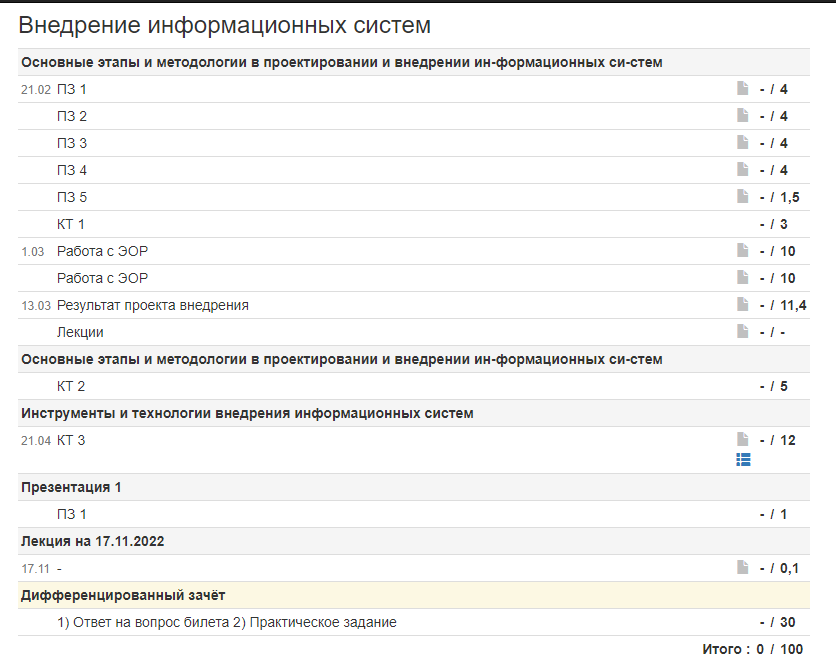 Внедрение информационных систем
Основные этапы и методологии в проектировании и внедрении ин-формационных си-стем
21.02 ПЗ 1 - / 4
ПЗ 2 - / 4
ПЗ 3 - / 4
ПЗ 4 - / 4
ПЗ 5 - / 1,5
КТ 1 - / 3
1.03 Работа с ЭОР - / 10
Работа с ЭОР - / 10
13.03 Результат проекта внедрения - / 11,4
Лекции - / -
Основные этапы и методологии в проектировании и внедрении ин-формационных си-стем
КТ 2 - / 5
Инструменты и технологии внедрения информационных систем
21.04 КТ 3 - / 12
Презентация 1
ПЗ 1 - / 1
Лекция на 17.11.2022
17.11 - - / 0,1
Дифференцированный зачёт
1) Ответ на вопрос билета 2) Практическое задание - / 30
Итого : 0 / 100